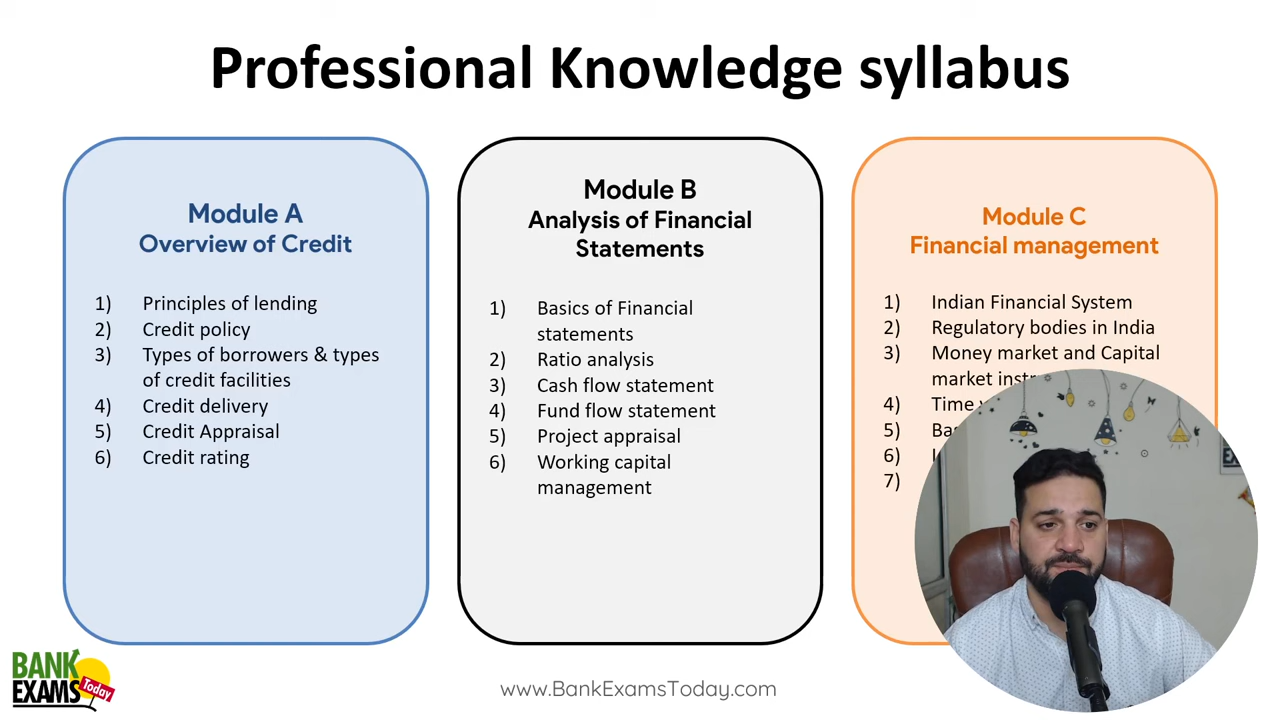 Professional Knowledge syllabus
Module A
Overview of Credit
1) Principles of lending
2) Credit policy
3) Types of borrowers & types
of credit facilities
4) Credit delivery
5) Credit Appraisal
6) Credit rating
Module B
Analysis of Financial
Statements
1) Basics of Financial
statements
2) Ratio analysis
3) Cash flow statement
4) Fund flow statement
5) Project appraisal
6) Working capital
management
Module C
Financial management
1) Indian Financial System
2) Regulatory bodies in India
3) Money market and Capital
market
4) Time
5)
6)
7)
BANK
EXAMS
Today
www.BankExamsToday.com